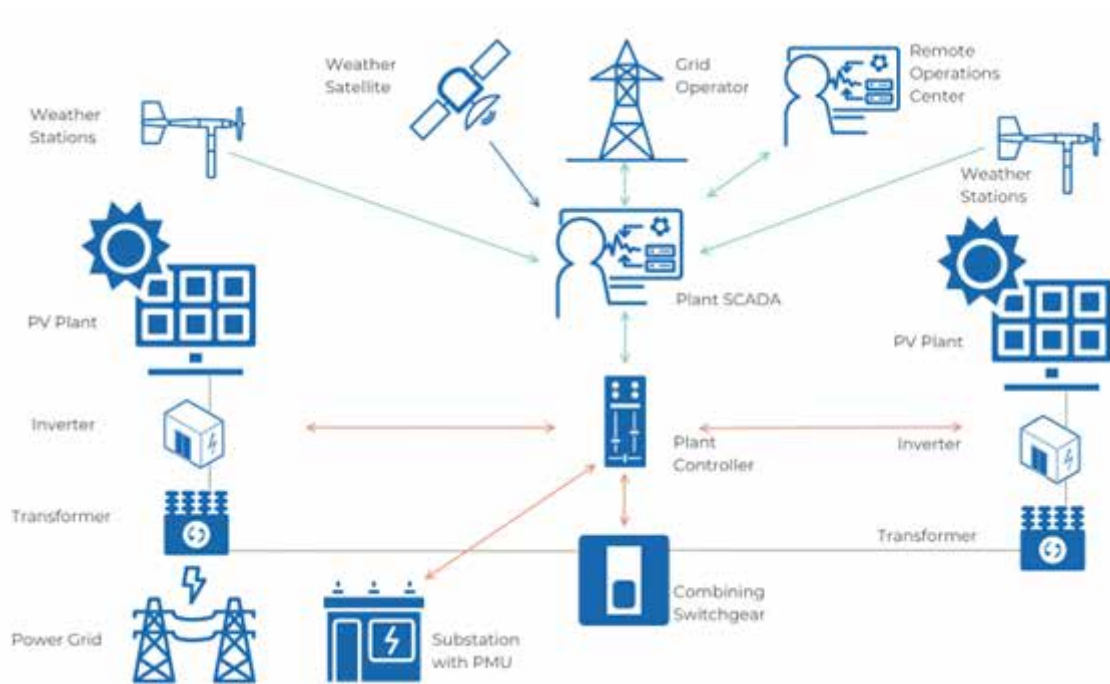 Weather
Satellite
Grid
Operator
Remote
Operations
Center
Weather
Stations
Weather
Stations
Plant SCADA
PV Plant
PV Plant
Inverter
Plant
Controller
Inverter
Transformer
Transformer
Combining
Switchgear
Power Grid
Substation
with PMU